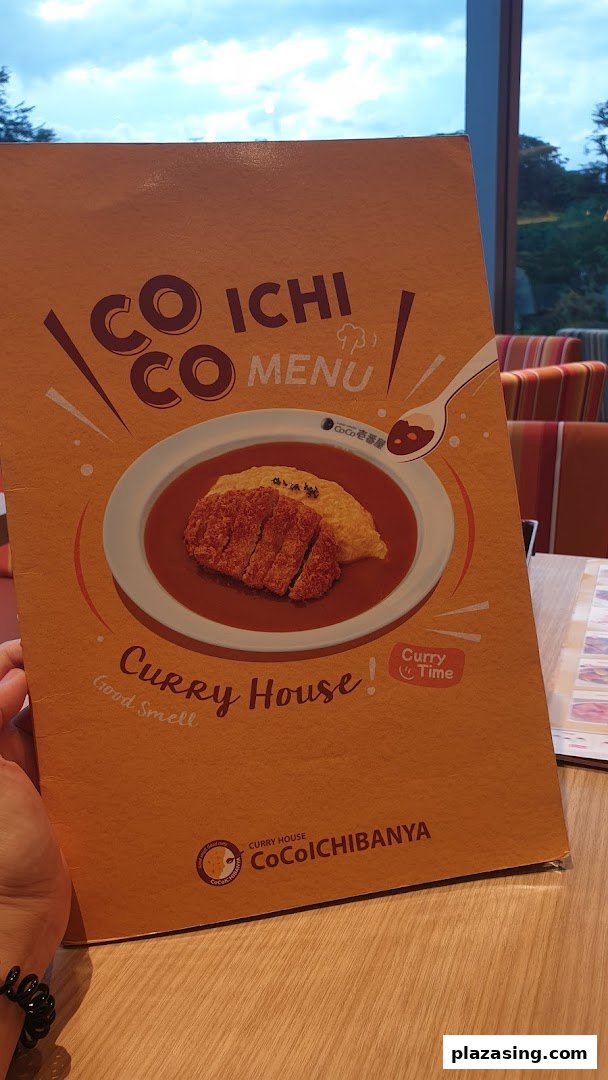 CO ICHI
CO MENU
CoCo壱番屋
Curry House!
Good Smell
Curry
Time
CURRY HOUSE
CoCoICHIBANYA
CoCoICHIBANYA
plazasing.com